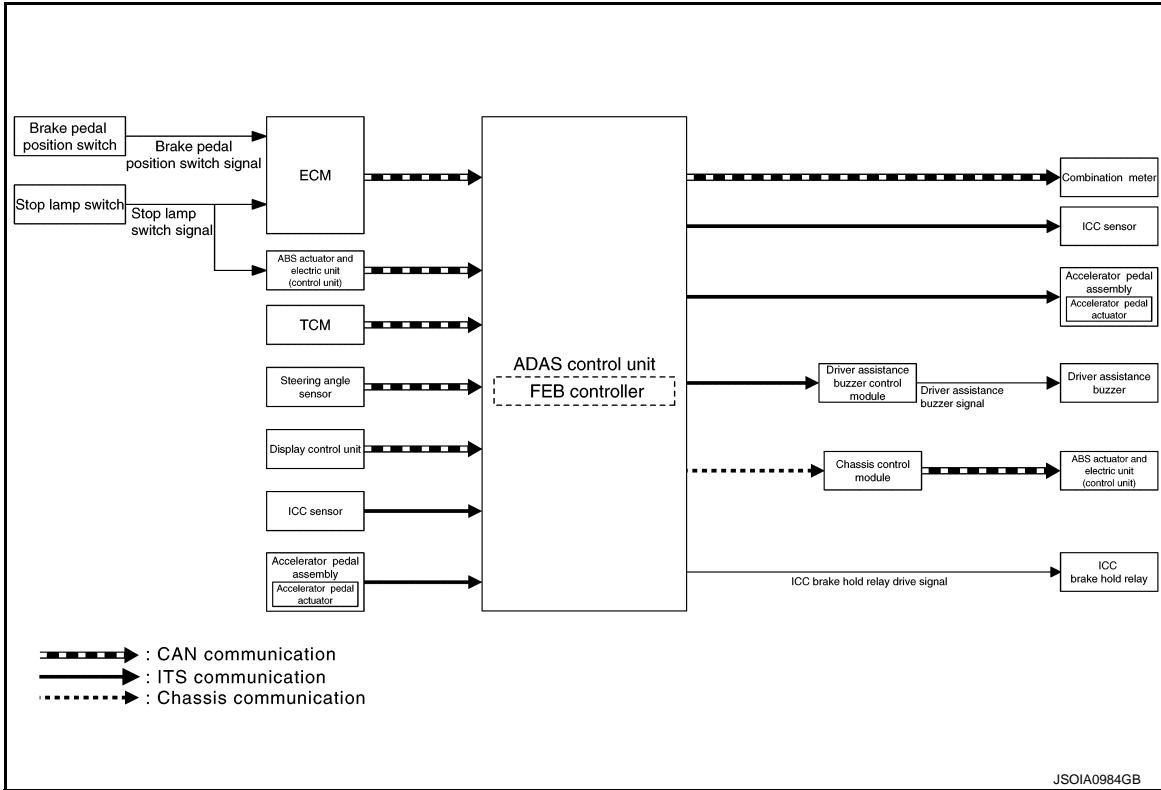 Brake pedal
position switch
Brake pedal
position switch signal
Stop lamp switch
Stop lamp
switch signal
ECM
ABS actuator and
electric unit
(control unit)
TCM
Steering angle
sensor
Display control unit
ICC sensor
Accelerator pedal
assembly
Accelerator pedal
actuator
ADAS control unit
FEB controller
Combination meter
ICC sensor
Accelerator pedal
assembly
Accelerator pedal
actuator
Driver assistance
buzzer control
module
Driver assistance
buzzer signal
Driver assistance
buzzer
Chassis control
module
ABS actuator and
electric unit
(control unit)
ICC brake hold relay drive signal
ICC
brake hold relay
: CAN communication
: ITS communication
: Chassis communication
JSOIA0984GB